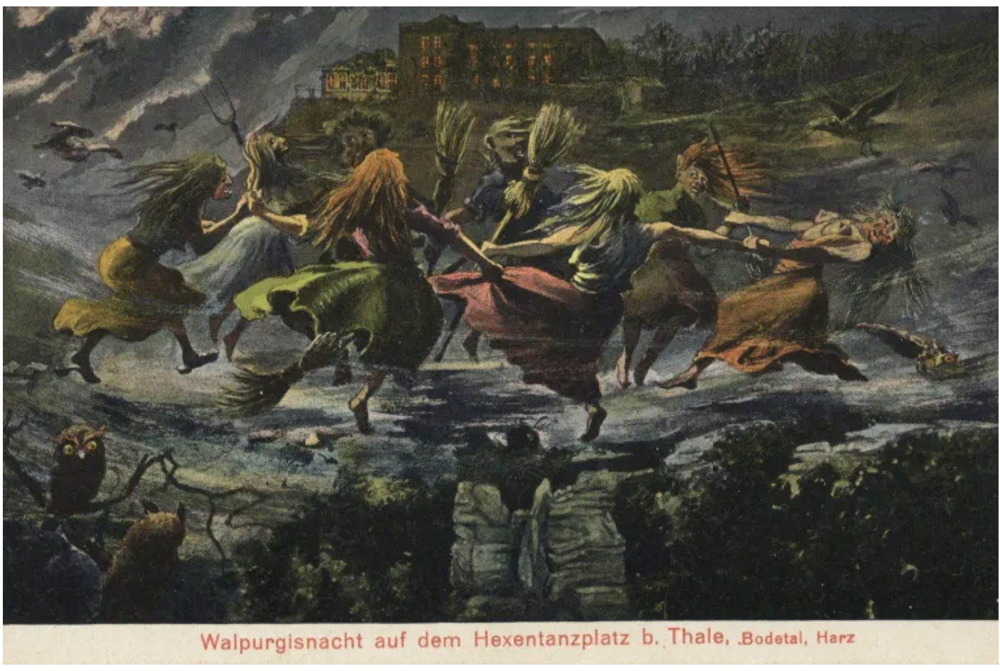 Walpurgisnacht auf dem Hexentanzplatz b. Thale, .Bodetal, Harz